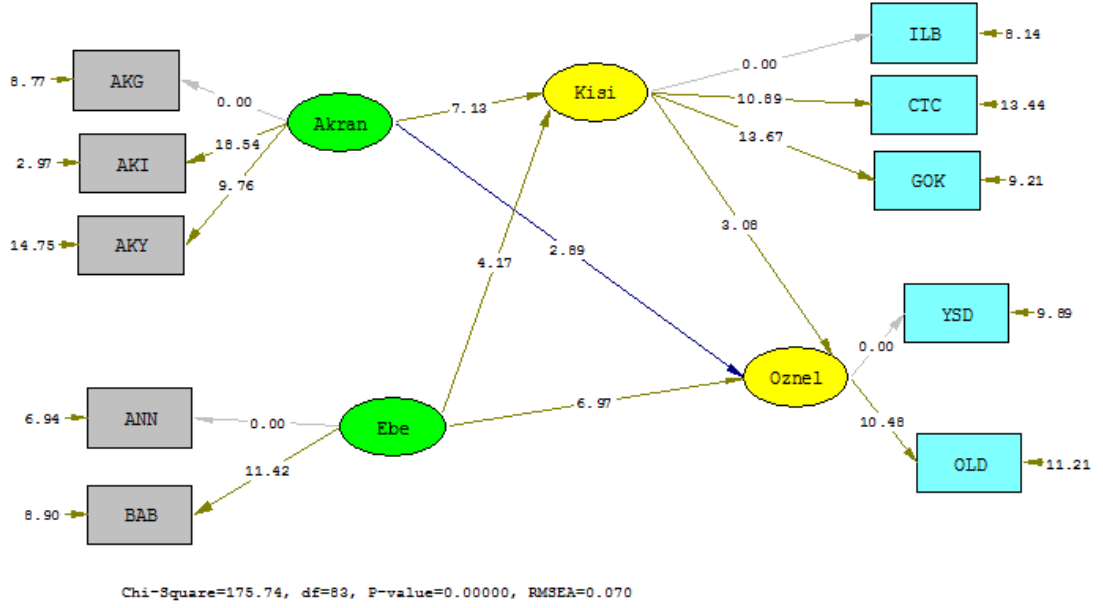 ILB
8.14
0.00
AKG
8.77
0.00
Akran
7.13
Kisi
10.89
CTC
13.44
13.67
18.54
AKI
2.97
9.76
GOK
9.21
AKY
14.75
3.08
2.89
4.17
YSD
9.89
0.00
Oznel
6.97
10.48
ANN
6.94
0.00
Ebe
11.42
OLD
11.21
BAB
8.90
Chi-Square=175.74, df=83, P-value=0.00000, RMSEA=0.070